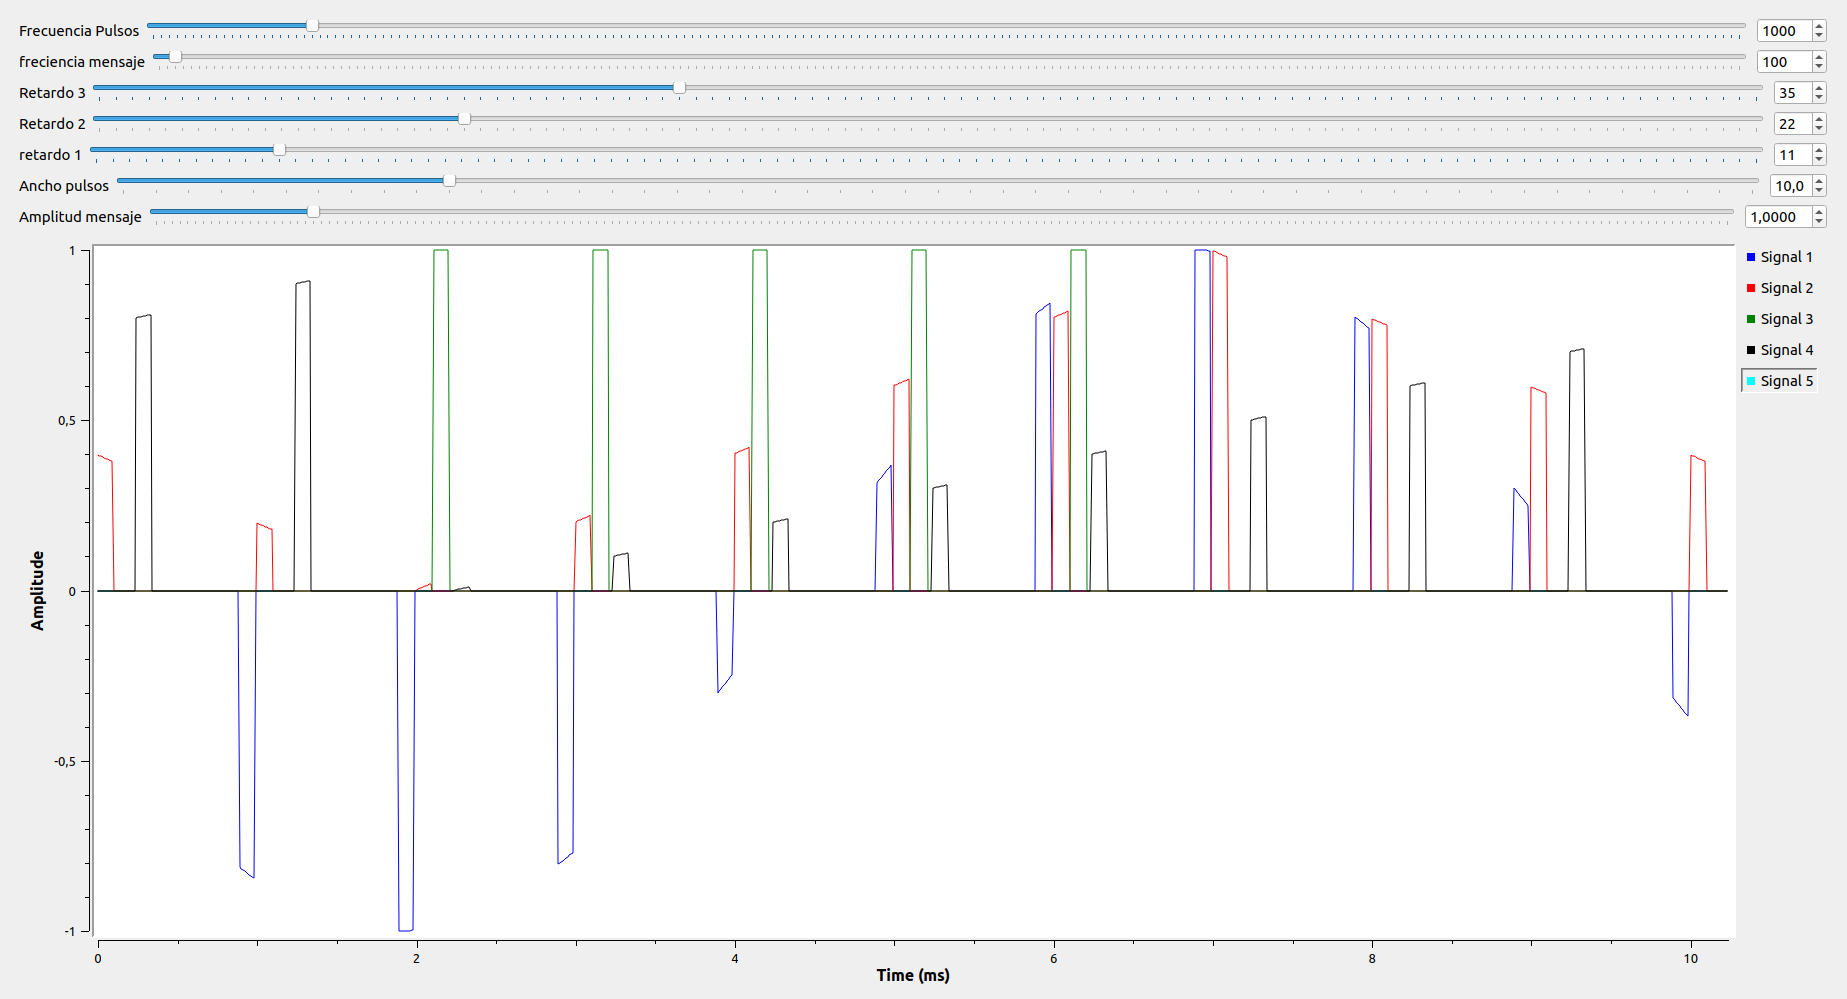 Frecuencia Pulsos 1000
freciencia mensaje 100
Retardo 3 35
Retardo 2 22
retardo 1 11
Ancho pulsos 10,0
Amplitud mensaje 1,0000
1
0,5
0
-0,5
-1
Amplitude
0 2 4 6 8 10
Time (ms)
Signal 1
Signal 2
Signal 3
Signal 4
Signal 5